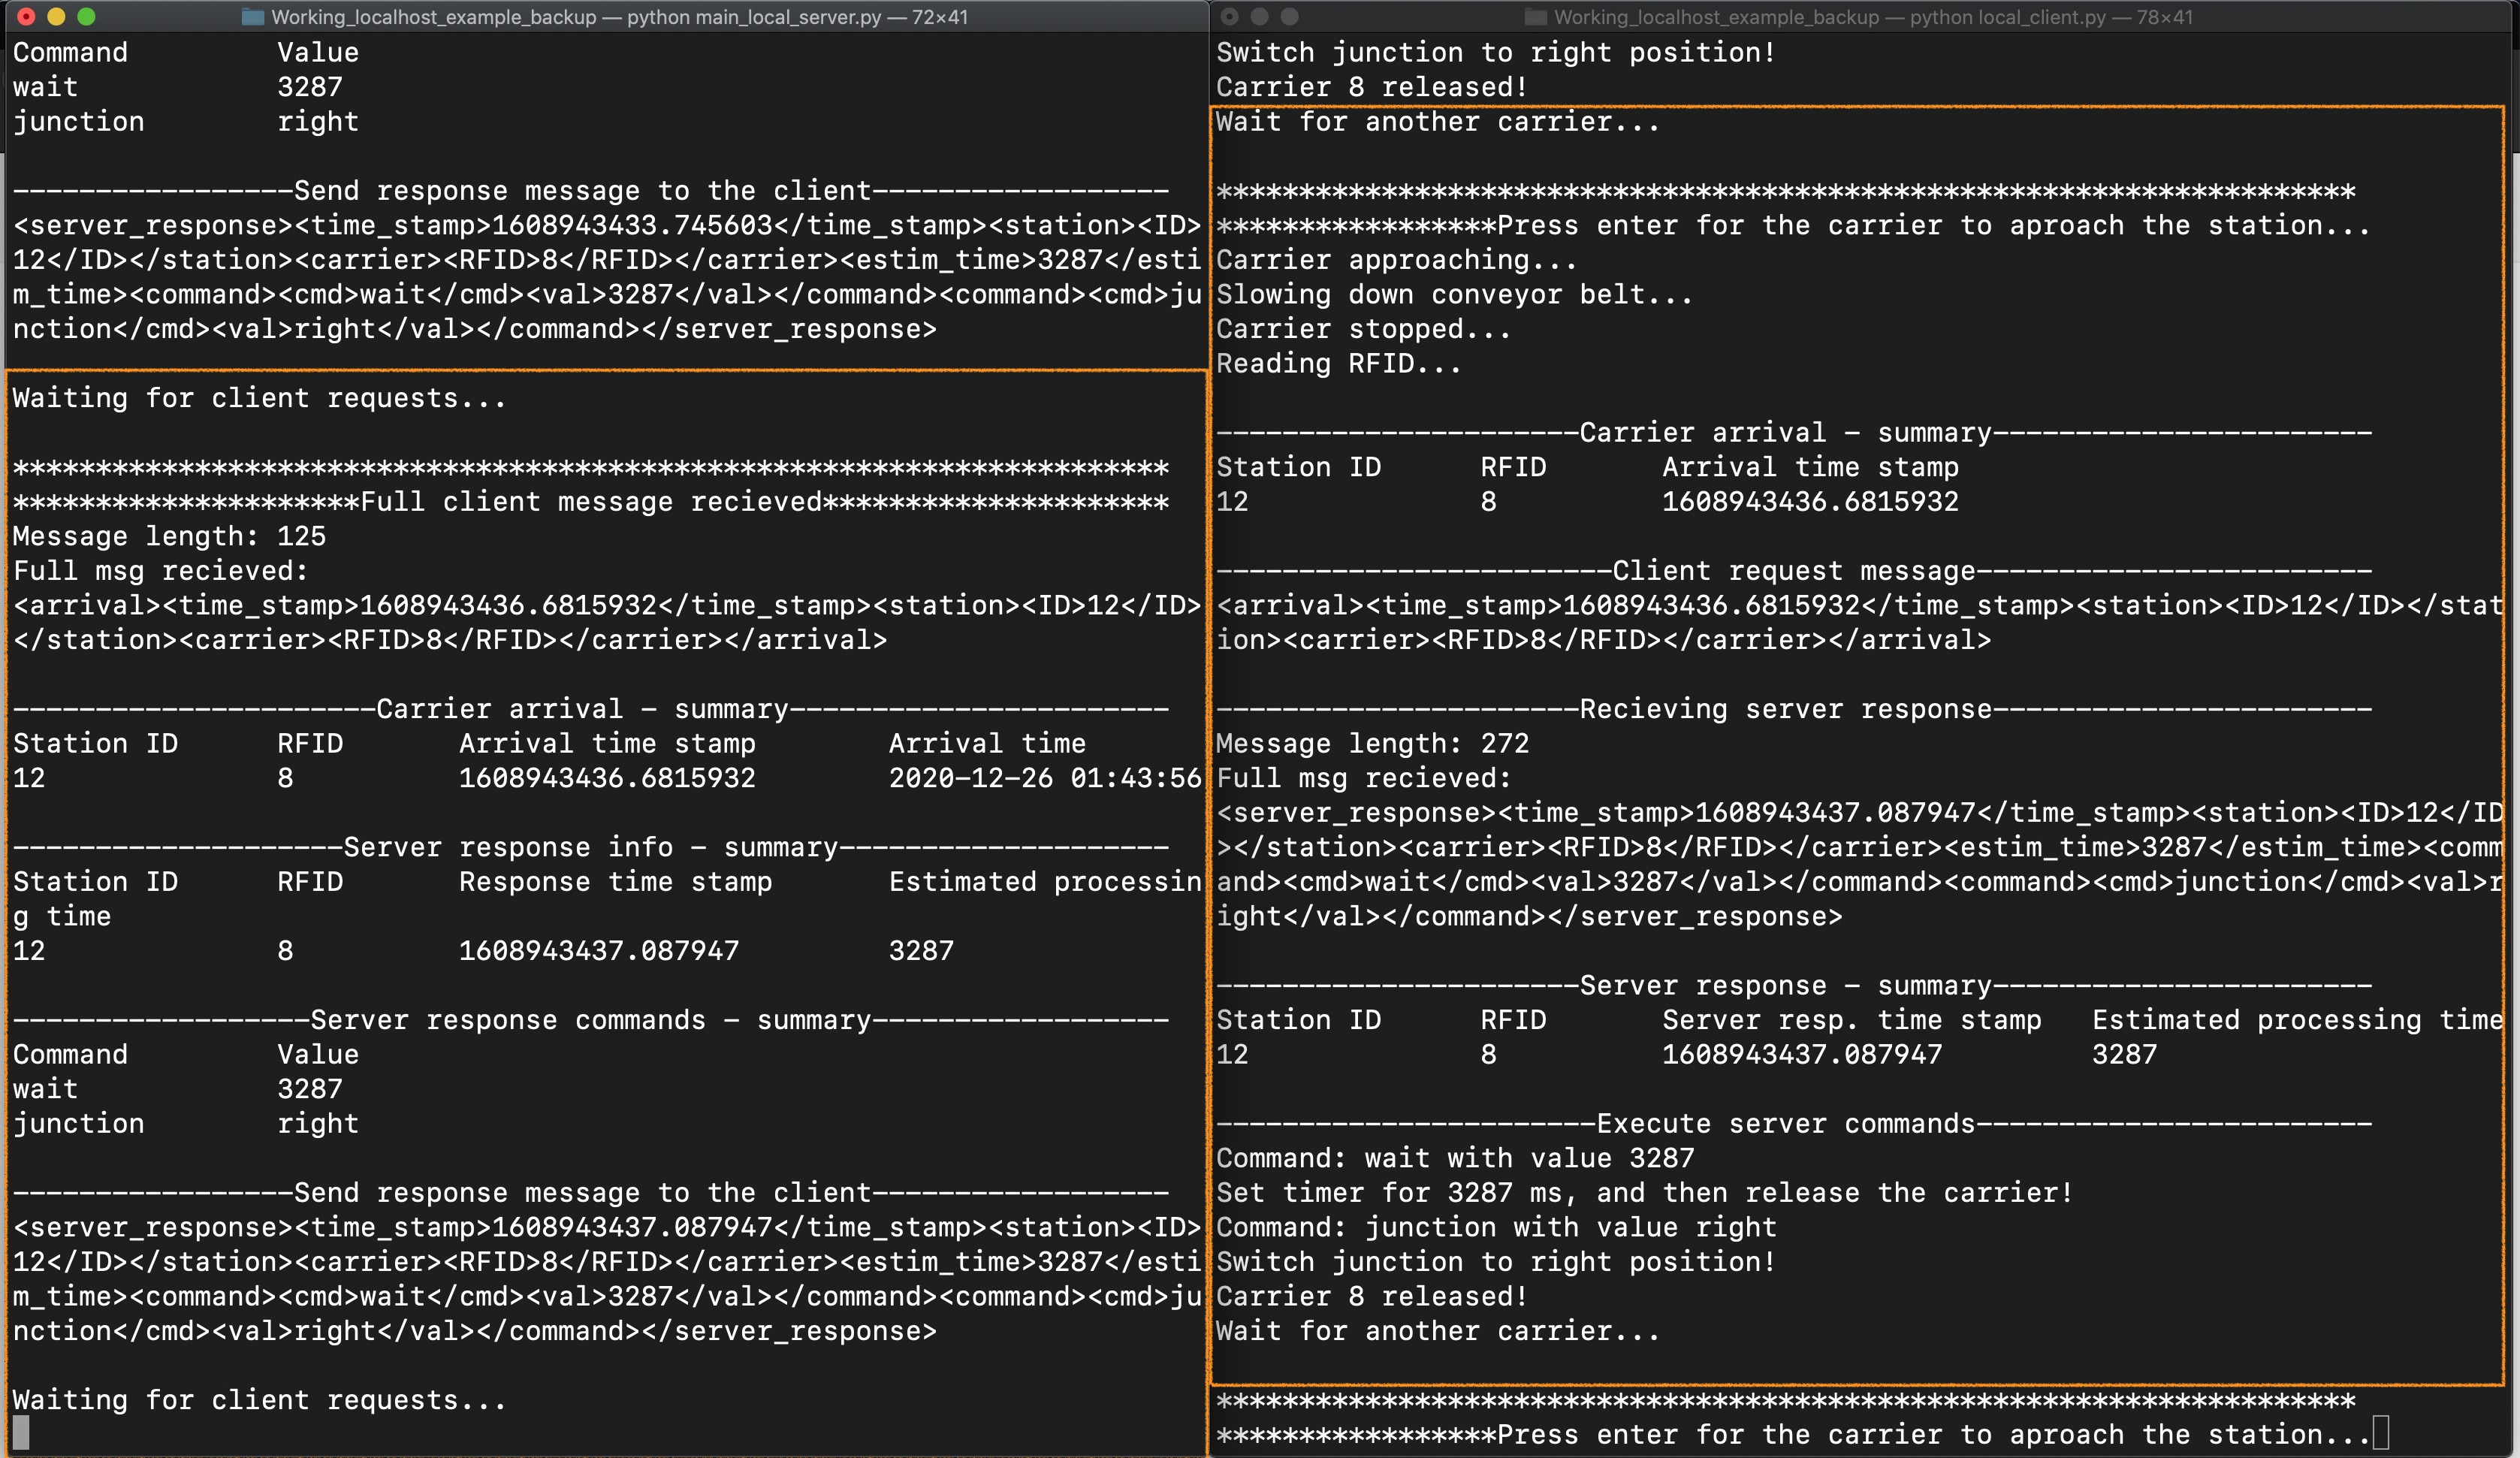 Working_localhost_example_backup — python main_local_server.py — 72×41
Command        Value
wait           3287
junction       right
-----------------Send response message to the client------------------
<server_response><time_stamp>1608943433.745603</time_stamp><station><ID>
12</ID></station><carrier><RFID>8</RFID></carrier><estim_time>3287</esti
m_time><command><cmd>wait</cmd><val>3287</val></command><command><cmd>ju
nction</cmd><val>right</val></command></server_response>
Waiting for client requests...
**********************************************************************
*********************Full client message recieved*********************
Message length: 125
Full msg recieved:
<arrival><time_stamp>1608943436.6815932</time_stamp><station><ID>12</ID>
</station><carrier><RFID>8</RFID></carrier></arrival>
----------------------Carrier arrival - summary-----------------------
Station ID      RFID       Arrival time stamp        Arrival time
12              8          1608943436.6815932        2020-12-26 01:43:56
--------------------Server response info - summary--------------------
Station ID      RFID       Response time stamp       Estimated processin
g time
12              8          1608943437.087947         3287
------------------Server response commands - summary------------------
Command        Value
wait           3287
junction       right
-----------------Send response message to the client------------------
<server_response><time_stamp>1608943437.087947</time_stamp><station><ID>
12</ID></station><carrier><RFID>8</RFID></carrier><estim_time>3287</esti
m_time><command><cmd>wait</cmd><val>3287</val></command><command><cmd>ju
nction</cmd><val>right</val></command></server_response>
Waiting for client requests...
Working_localhost_example_backup — python local_client.py — 78×41
Switch junction to right position!
Carrier 8 released!
Wait for another carrier...
*********************************************************************
*****************Press enter for the carrier to aproach the station...
Carrier approaching...
Slowing down conveyor belt...
Carrier stopped...
Reading RFID...
----------------------Carrier arrival - summary-----------------------
Station ID      RFID       Arrival time stamp
12              8          1608943436.6815932
------------------------Client request message------------------------
<arrival><time_stamp>1608943436.6815932</time_stamp><station><ID>12</ID></stat
ion><carrier><RFID>8</RFID></carrier></arrival>
----------------------Recieving server response-----------------------
Message length: 272
Full msg recieved:
<server_response><time_stamp>1608943437.087947</time_stamp><station><ID>12</ID
></station><carrier><RFID>8</RFID></carrier><estim_time>3287</estim_time><comm
and><cmd>wait</cmd><val>3287</val></command><command><cmd>junction</cmd><val>r
ight</val></command></server_response>
----------------------Server response - summary-----------------------
Station ID      RFID       Server resp. time stamp   Estimated processing time
12              8          1608943437.087947         3287
-----------------------Execute server commands------------------------
Command: wait with value 3287
Set timer for 3287 ms, and then release the carrier!
Command: junction with value right
Switch junction to right position!
Carrier 8 released!
Wait for another carrier...
*********************************************************************
*****************Press enter for the carrier to aproach the station...